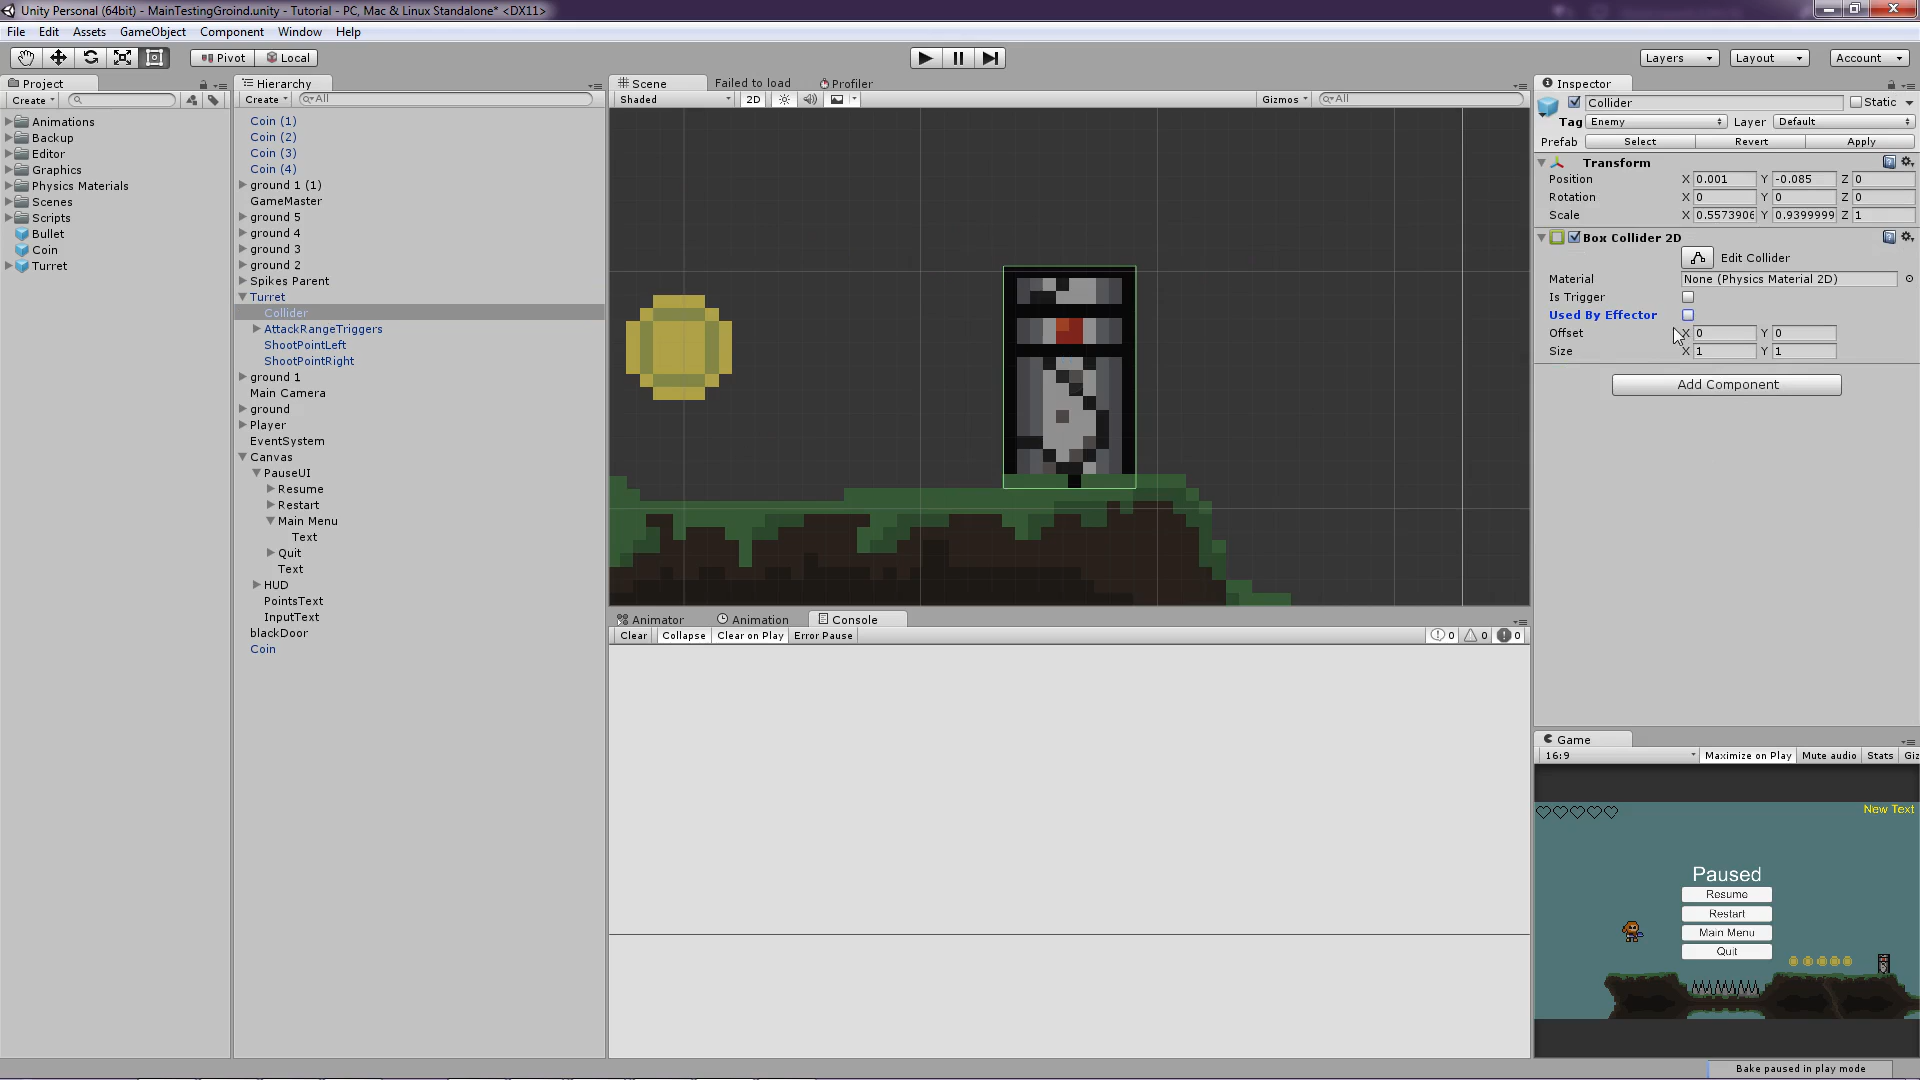 Unity Personal (64bit) - MainTestingGroind.unity - Tutorial - PC, Mac & Linux Standalone* <DX11>
File Edit Assets GameObject Component Window Help
Pivot Local Layers Layout Account
Project
Create
Animations
Backup
Editor
Graphics
Physics Materials
Scenes
Scripts
Bullet
Coin
Turret
Hierarchy
Create All
Coin (1)
Coin (2)
Coin (3)
Coin (4)
ground 1 (1)
GameMaster
ground 5
ground 4
ground 3
ground 2
Spikes Parent
Turret
Collider
AttackRangeTriggers
ShootPointLeft
ShootPointRight
ground 1
Main Camera
ground
Player
EventSystem
Canvas
PauseUI
Resume
Restart
Main Menu
Text
Quit
Text
HUD
PointsText
InputText
blackDoor
Coin
Scene Failed to load Profiler
Shaded 2D Gizmos All
Animator Animation Console
Clear Collapse Clear on Play Error Pause 0 0 0
Inspector
Collider Static
Tag Enemy Layer Default
Prefab Select Revert Apply
Transform
Position X 0.001 Y -0.085 Z 0
Rotation X 0 Y 0 Z 0
Scale X 0.5573906 Y 0.9399999 Z 1
Box Collider 2D
Edit Collider
Material None (Physics Material 2D)
Is Trigger
Used By Effector
Offset X 0 Y 0
Size X 1 Y 1
Add Component
Game
16:9 Maximize on Play Mute audio Stats Giz
New Text
Paused
Resume
Restart
Main Menu
Quit
Bake paused in play mode